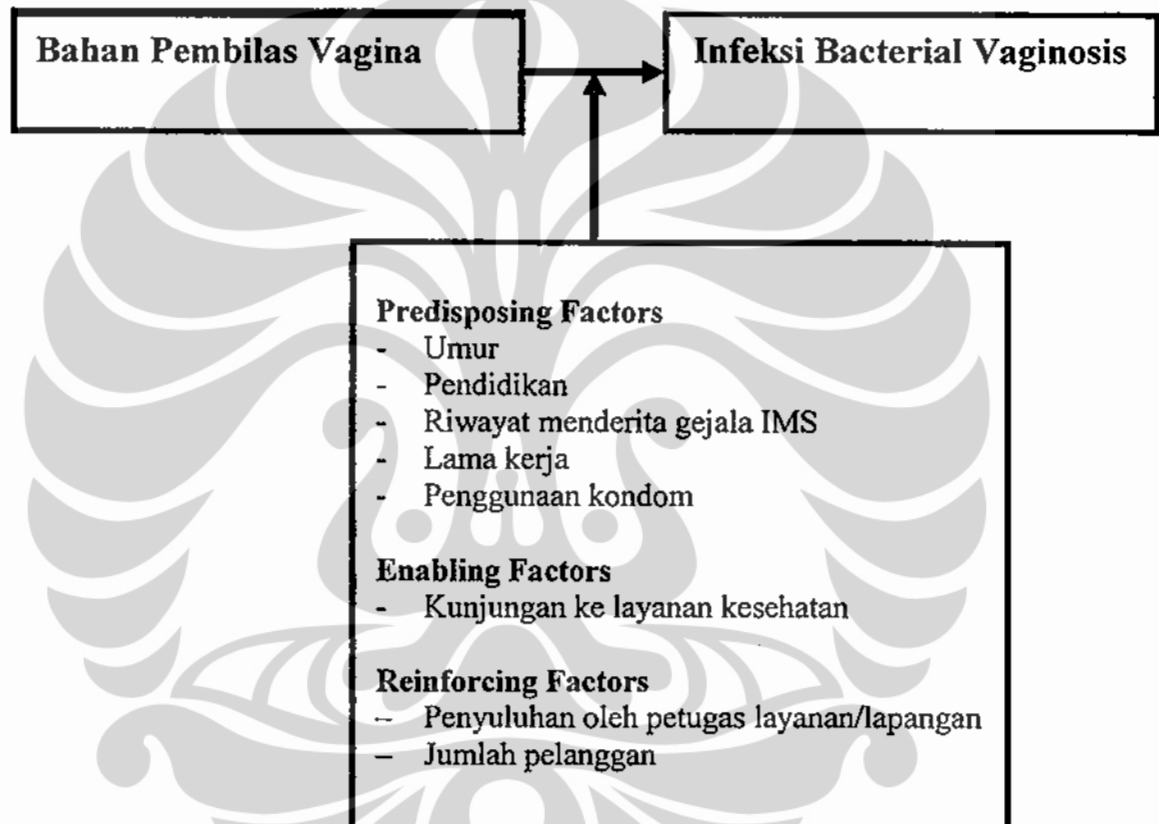 Bahan Pembilas Vagina
Infeksi Bacterial Vaginosis
Predisposing Factors
- Umur
- Pendidikan
- Riwayat menderita gejala IMS
- Lama kerja
- Penggunaan kondom
Enabling Factors
- Kunjungan ke layanan kesehatan
Reinforcing Factors
– Penyuluhan oleh petugas layanan/lapangan
– Jumlah pelanggan